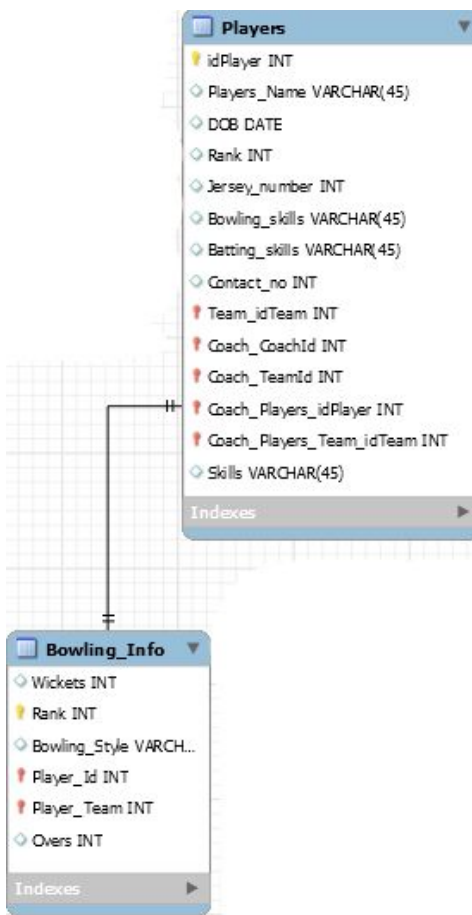 Players
idPlayer INT
Players_Name VARCHAR(45)
DOB DATE
Rank INT
Jersey_number INT
Bowling_skills VARCHAR(45)
Batting_skills VARCHAR(45)
Contact_no INT
Team_idTeam INT
Coach_CoachId INT
Coach_TeamId INT
Coach_Players_idPlayer INT
Coach_Players_Team_idTeam INT
Skills VARCHAR(45)
Indexes
Bowling_Info
Wickets INT
Rank INT
Bowling_Style VARCH...
Player_Id INT
Player_Team INT
Overs INT
Indexes